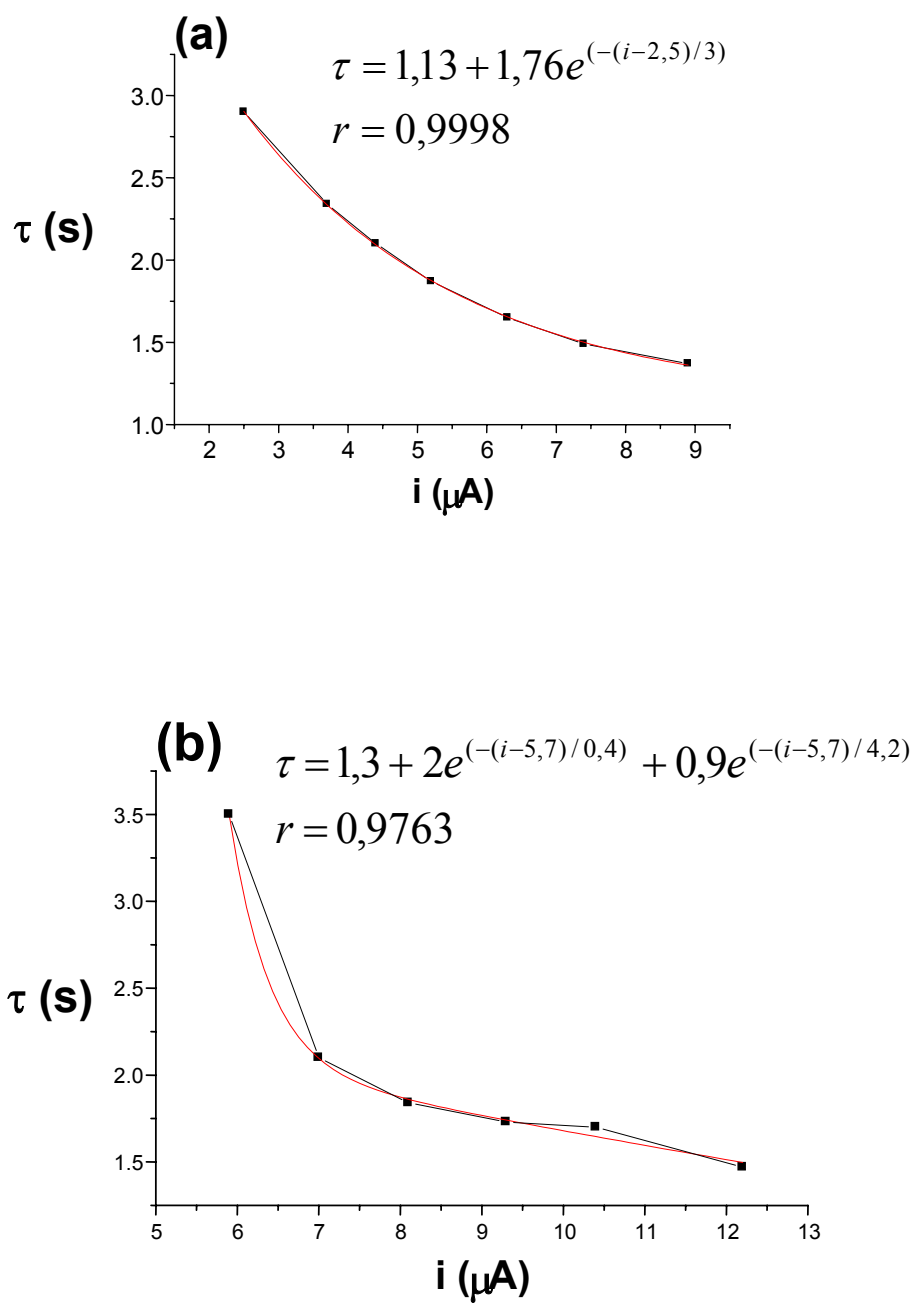 (a)
τ = 1,13 + 1,76e^(−(i−2,5)/3)
r = 0,9998
3.0
2.5
2.0
1.5
1.0
τ (s)
2 3 4 5 6 7 8 9
i (μA)
(b)
τ = 1,3 + 2e^(−(i−5,7)/0,4) + 0,9e^(−(i−5,7)/4,2)
r = 0,9763
3.5
3.0
2.5
2.0
1.5
τ (s)
5 6 7 8 9 10 11 12 13
i (μA)